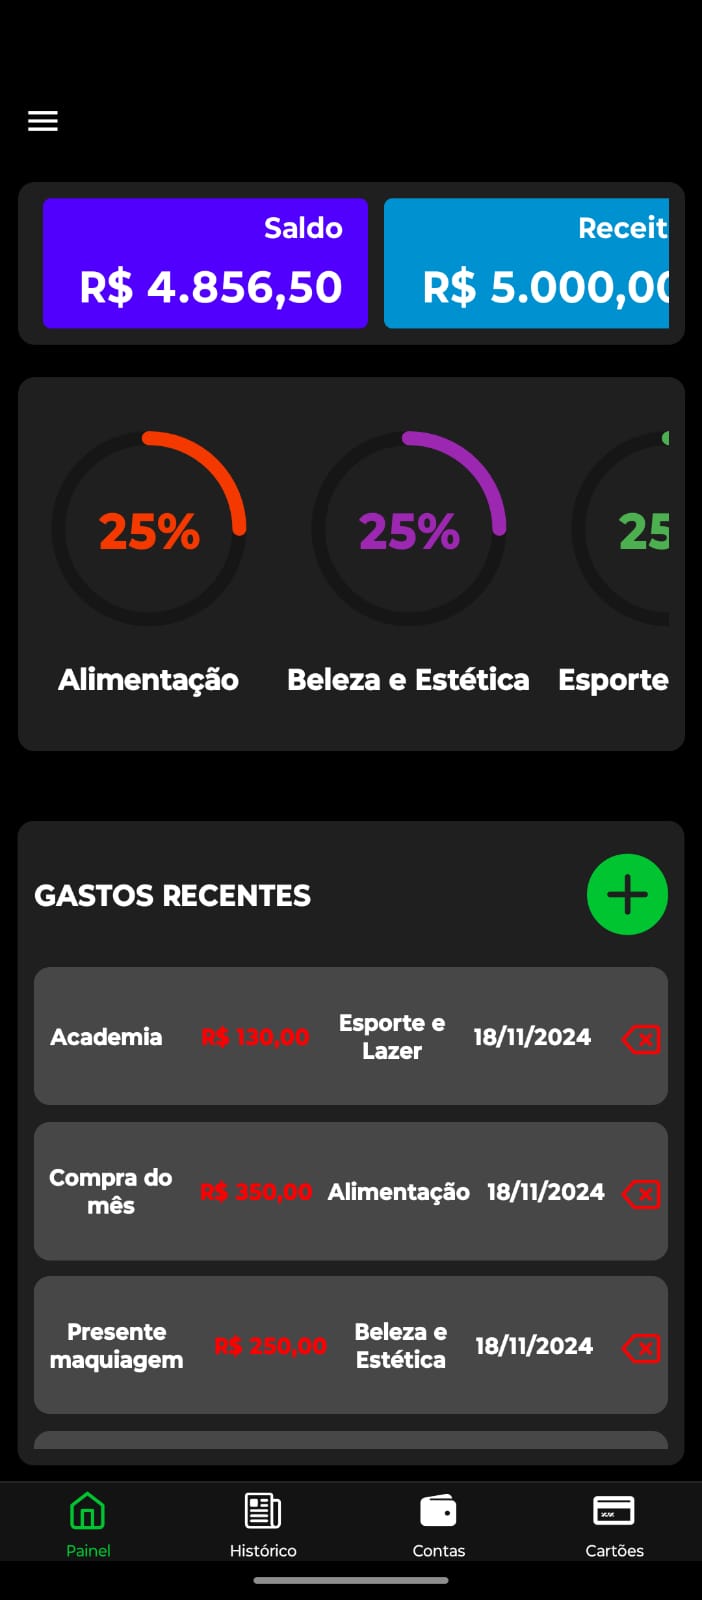 Saldo
R$ 4.856,50
Receit
R$ 5.000,00
25%
25%
25
Alimentação
Beleza e Estética
Esporte
GASTOS RECENTES
Academia
R$ 130,00
Esporte e
Lazer
18/11/2024
Compra do
mês
R$ 350,00
Alimentação
18/11/2024
Presente
maquiagem
R$ 250,00
Beleza e
Estética
18/11/2024
Painel
Histórico
Contas
Cartões